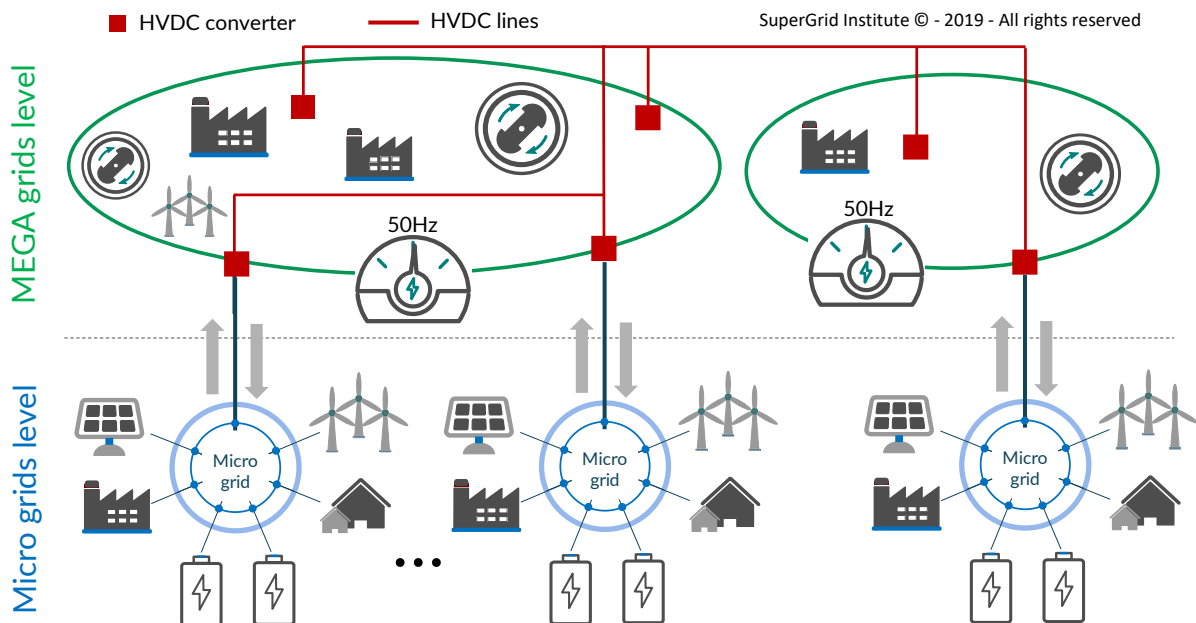 HVDC converter
HVDC lines
SuperGrid Institute © - 2019 - All rights reserved
MEGA grids level
50Hz
50Hz
Micro grids level
Micro
grid
Micro
grid
Micro
grid
...